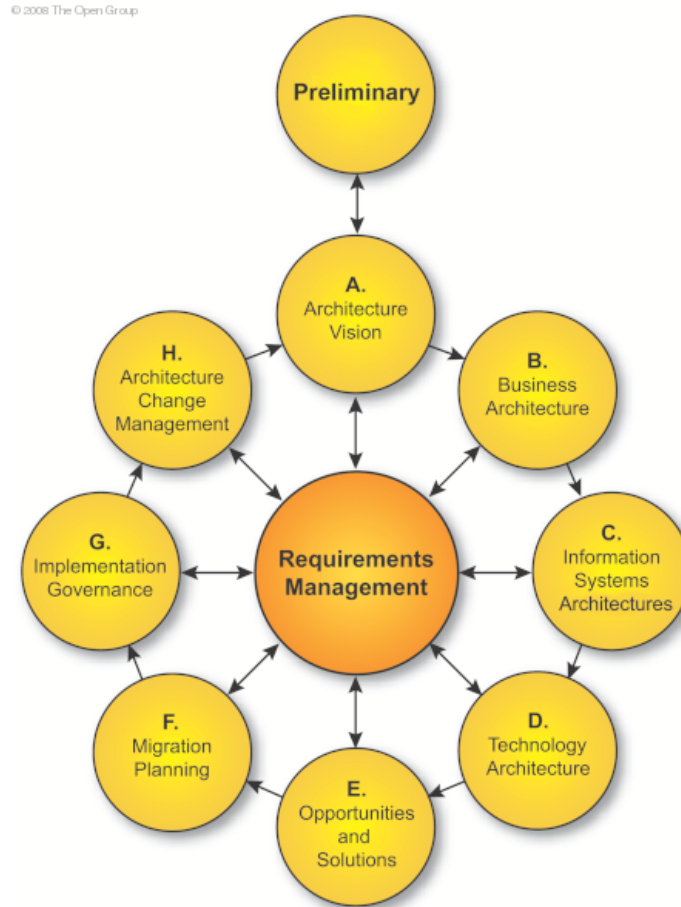 © 2008 The Open Group
Preliminary
A.
Architecture
Vision
B.
Business
Architecture
C.
Information
Systems
Architectures
D.
Technology
Architecture
E.
Opportunities
and
Solutions
F.
Migration
Planning
G.
Implementation
Governance
H.
Architecture
Change
Management
Requirements
Management